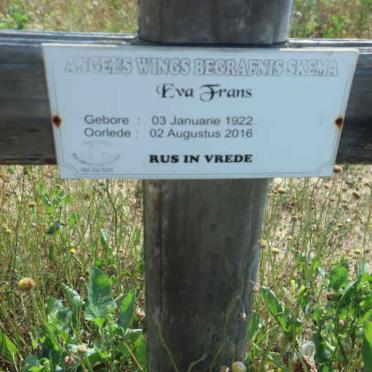 ANGELS WINGS BEGRAFNIS SKEMA
Eva Frans
Gebore : 03 Januarie 1922
Oorlede : 02 Augustus 2016
RUS IN VREDE